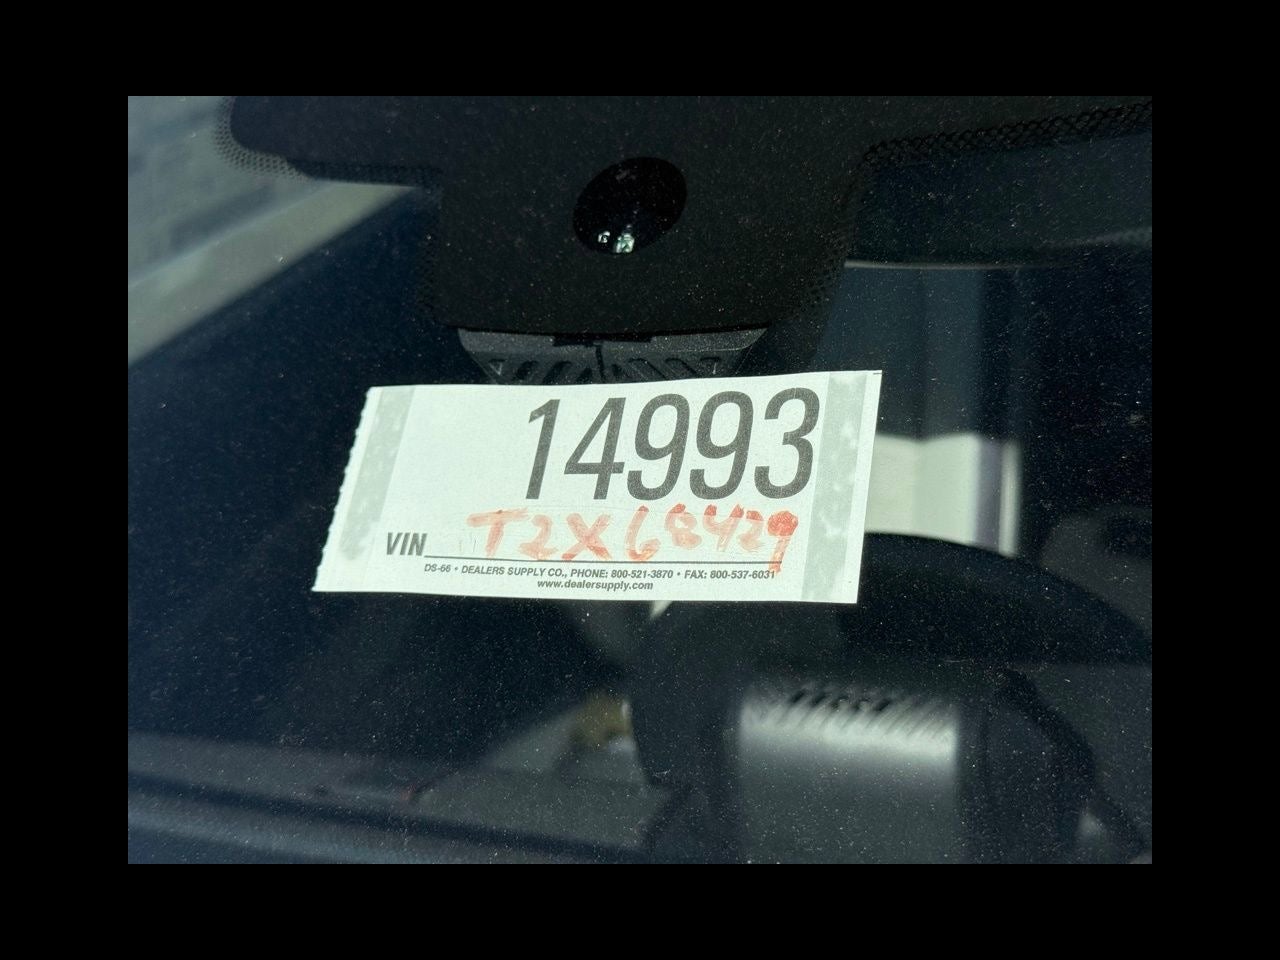 14993
VIN T2X68429
DS-66 • DEALERS SUPPLY CO., PHONE: 800-521-3870 • FAX: 800-537-6031
www.dealersupply.com